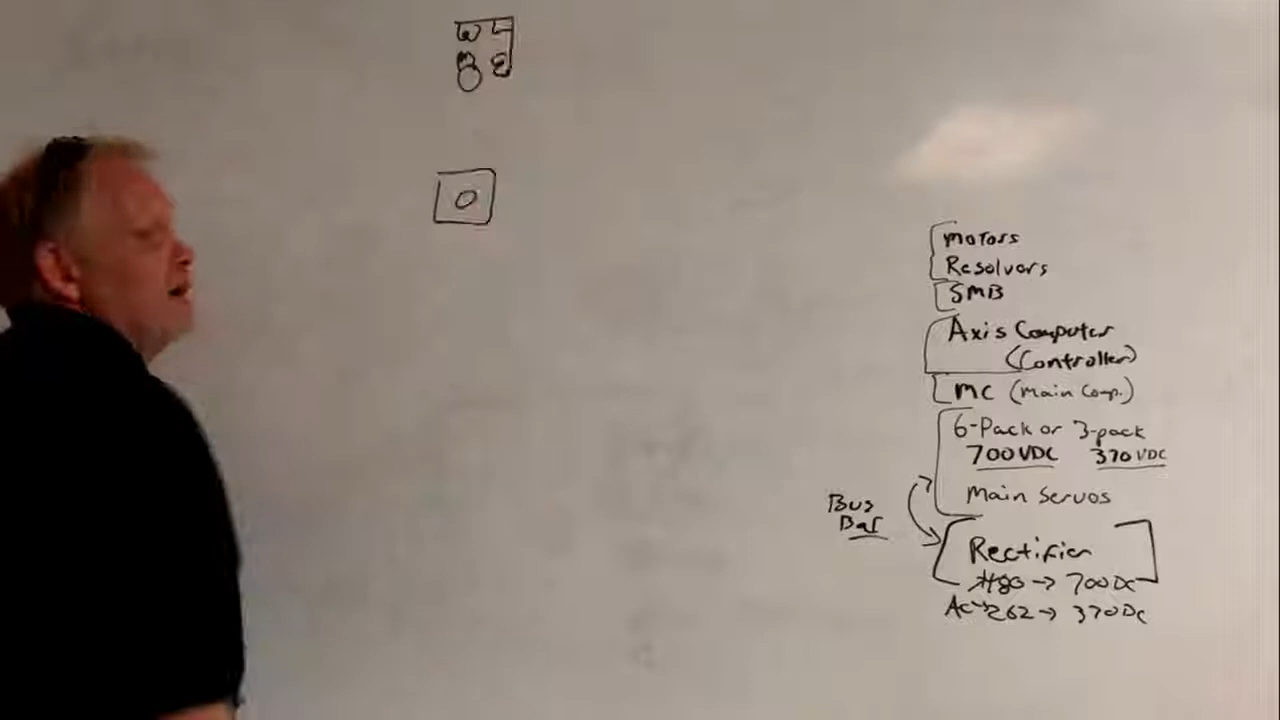 Motors
Resolvers
SMB
Axis Computer
(Controller)
MC (Main Comp.)
6-Pack or 3-pack
700VDC 370VDC
Main Servos
Bus
Bar
Rectifier
480 → 700DC
AC 262 → 370DC